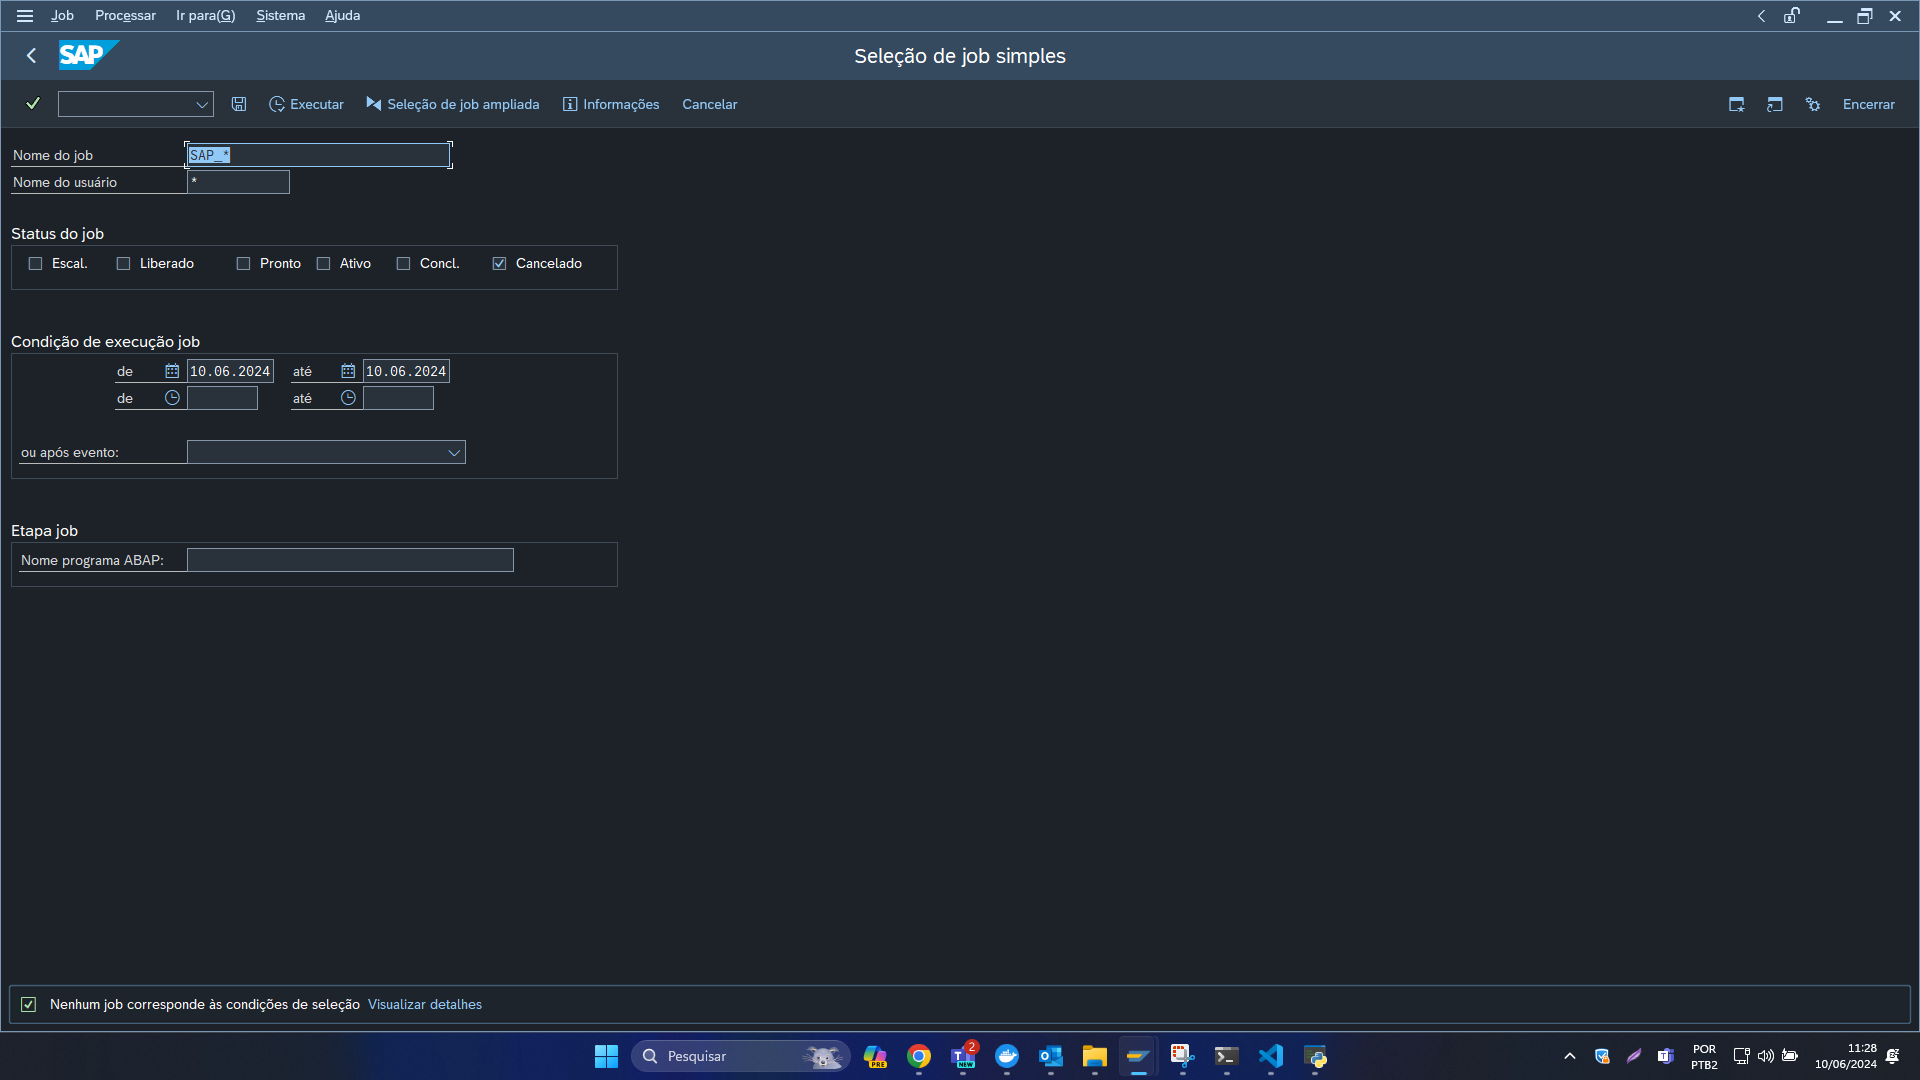 Job Processar Ir para(G) Sistema Ajuda
SAP Seleção de job simples
Executar Seleção de job ampliada Informações Cancelar Encerrar
Nome do job SAP_*
Nome do usuário *
Status do job
Escal. Liberado Pronto Ativo Concl. Cancelado
Condição de execução job
de 10.06.2024 até 10.06.2024
de até
ou após evento:
Etapa job
Nome programa ABAP:
Nenhum job corresponde às condições de seleção Visualizar detalhes
Pesquisar PRE 2 T NEW POR 11:28
PTB2 10/06/2024